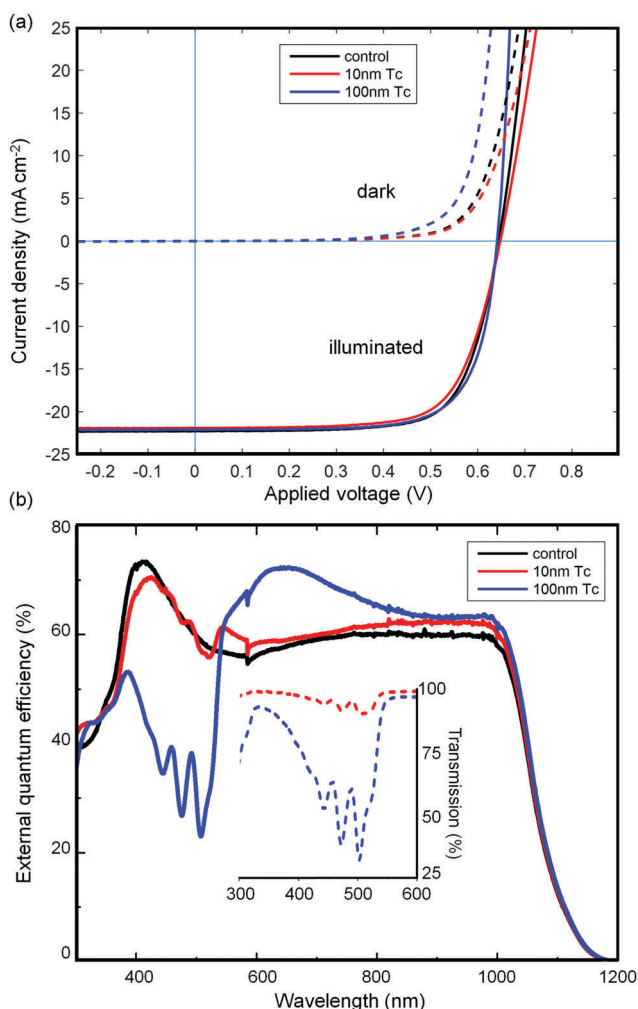 (a)
25
20
15
10
5
0
-5
-10
-15
-20
-25
Current density (mA cm⁻²)
control
10nm Tc
100nm Tc
dark
illuminated
-0.2 -0.1 0 0.1 0.2 0.3 0.4 0.5 0.6 0.7 0.8
Applied voltage (V)
(b)
80
60
40
20
0
External quantum efficiency (%)
control
10nm Tc
100nm Tc
100
75
50
25
Transmission (%)
300 400 500 600
400 600 800 1000 1200
Wavelength (nm)